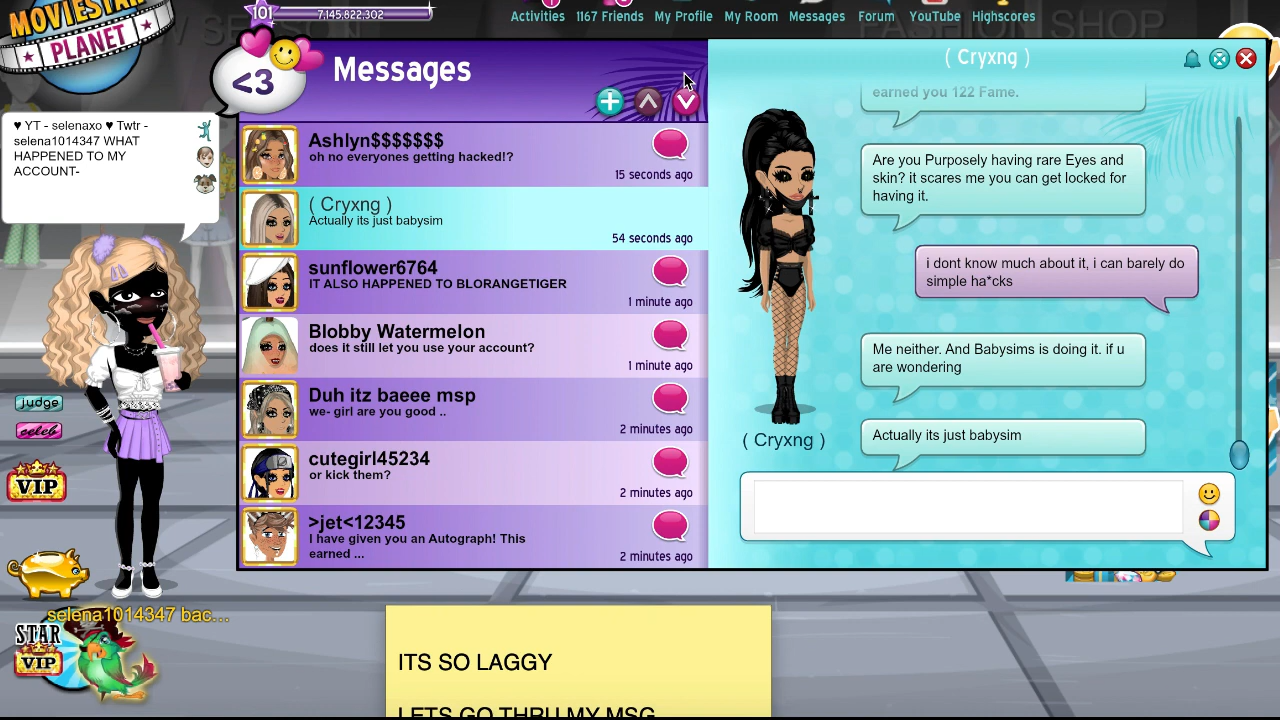 MOVIESTAR
PLANET
101
7,145,822,302
Activities
1167 Friends
My Profile
My Room
Messages
Forum
YouTube
Highscores
FASHION SHOP
♥ YT - selenaxo ♥ Twtr -
selena1014347 WHAT
HAPPENED TO MY
ACCOUNT-
<3
Messages
Ashlyn$$$$$$$
oh no everyones getting hacked!?
15 seconds ago
( Cryxng )
Actually its just babysim
54 seconds ago
sunflower6764
IT ALSO HAPPENED TO BLORANGETIGER
1 minute ago
Blobby Watermelon
does it still let you use your account?
1 minute ago
Duh itz baeee msp
we- girl are you good ..
2 minutes ago
cutegirl45234
or kick them?
2 minutes ago
>jet<12345
I have given you an Autograph! This
earned ...
2 minutes ago
( Cryxng )
earned you 122 Fame.
Are you Purposely having rare Eyes and
skin? it scares me you can get locked for
having it.
i dont know much about it, i can barely do
simple ha*cks
Me neither. And Babysims is doing it. if u
are wondering
Actually its just babysim
( Cryxng )
judge
celeb
VIP
selena1014347 bac...
STAR
VIP
ITS SO LAGGY
LETS GO THRU MY MSG